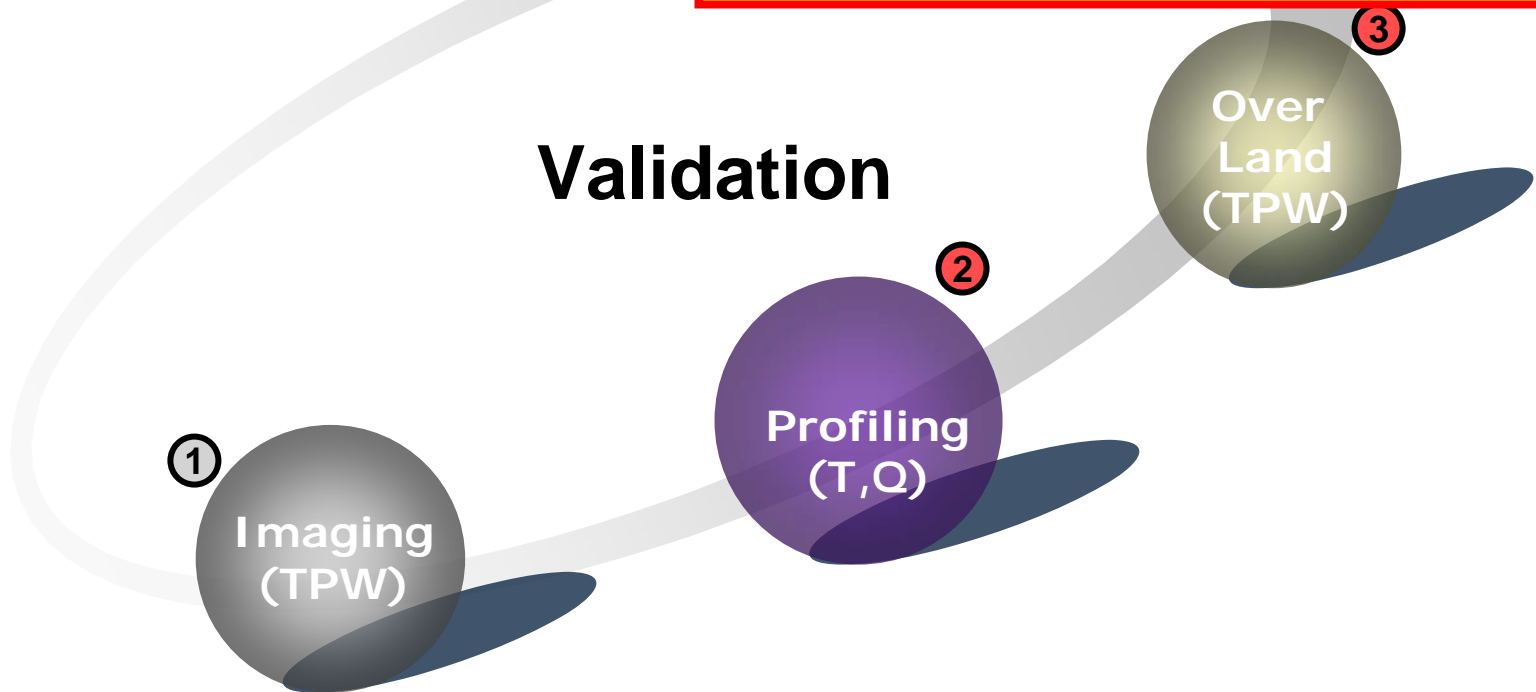 Validation
1
Imaging
(TPW)
2
Profiling
(T,Q)
3
Over
Land
(TPW)